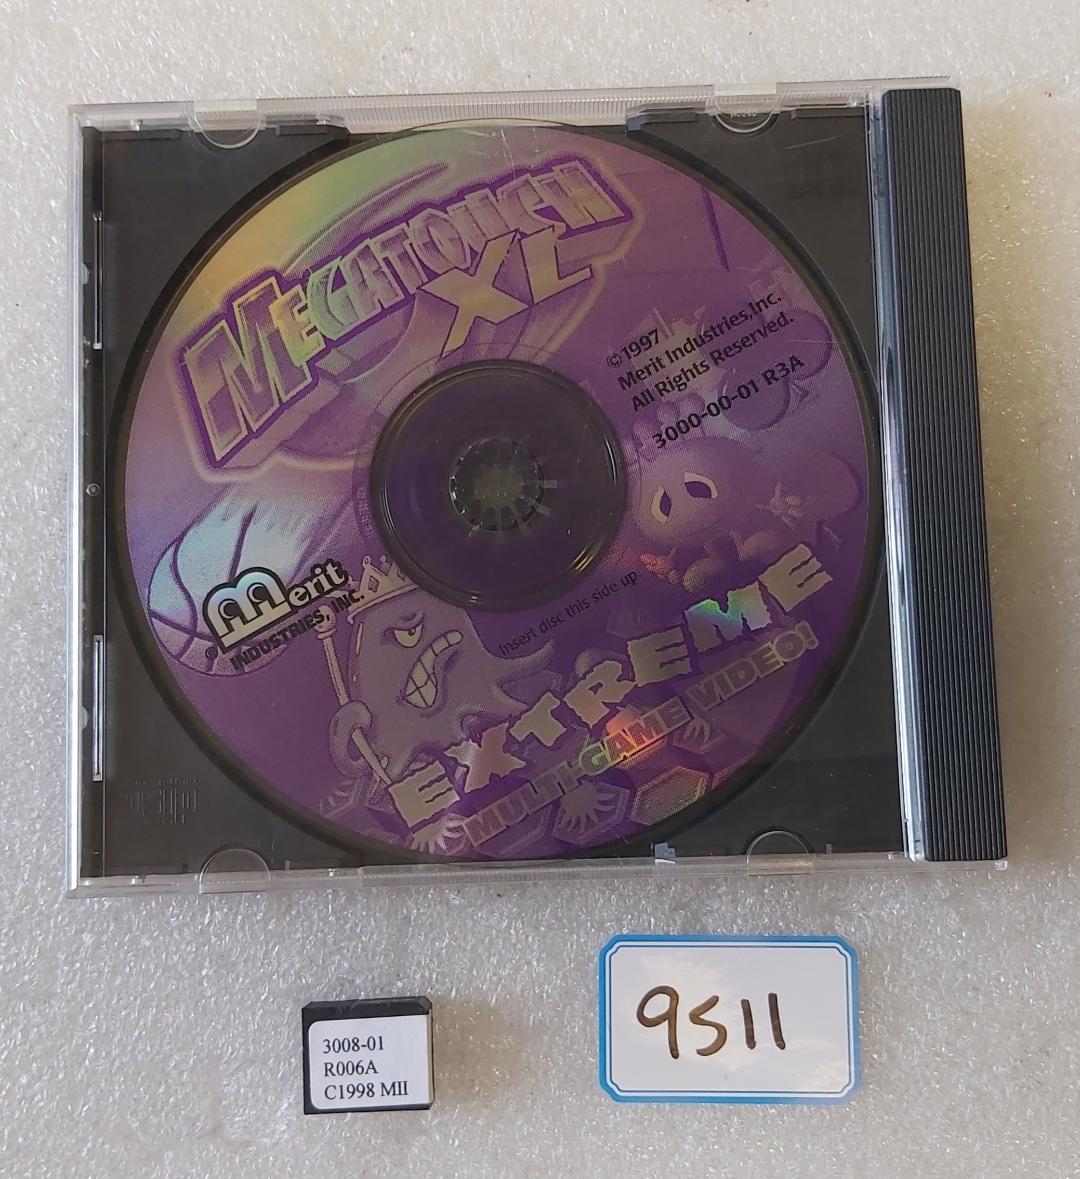 MEGATOUCH
XL
© 1997
Merit Industries, Inc.
All Rights Reserved.
3000-00-01 R3A
Merit
INDUSTRIES, INC.
©
Insert disc this side up
EXTREME
MULTI-GAME VIDEO!
3008-01
R006A
C1998 MII
9511